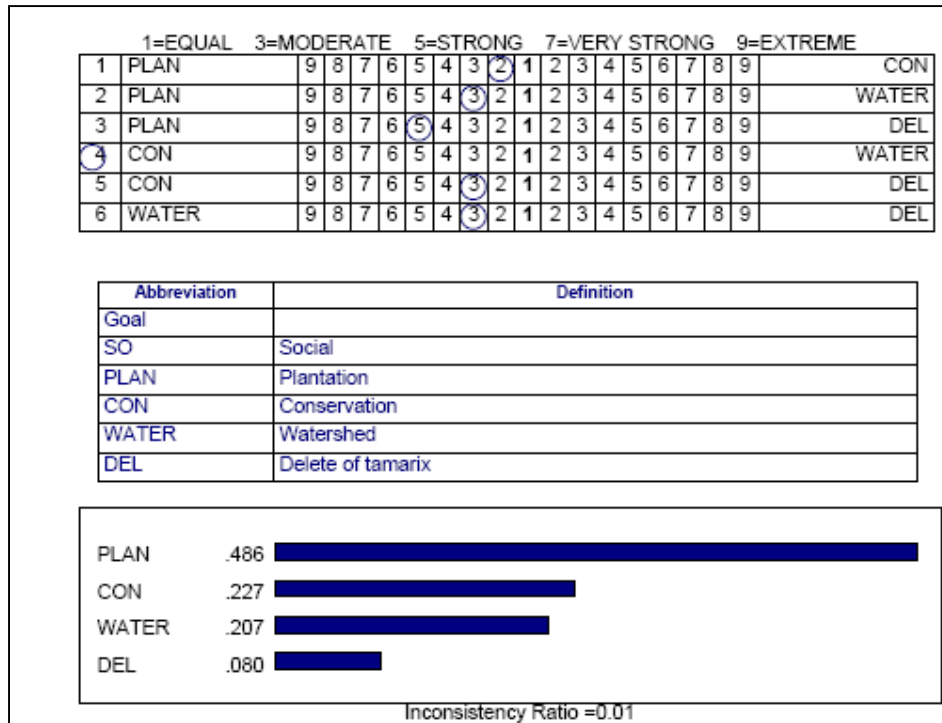 1=EQUAL 3=MODERATE 5=STRONG 7=VERY STRONG 9=EXTREME
1 PLAN 9 8 7 6 5 4 3 2 1 2 3 4 5 6 7 8 9 CON
2 PLAN 9 8 7 6 5 4 3 2 1 2 3 4 5 6 7 8 9 WATER
3 PLAN 9 8 7 6 5 4 3 2 1 2 3 4 5 6 7 8 9 DEL
4 CON 9 8 7 6 5 4 3 2 1 2 3 4 5 6 7 8 9 WATER
5 CON 9 8 7 6 5 4 3 2 1 2 3 4 5 6 7 8 9 DEL
6 WATER 9 8 7 6 5 4 3 2 1 2 3 4 5 6 7 8 9 DEL
Abbreviation Definition
Goal
SO Social
PLAN Plantation
CON Conservation
WATER Watershed
DEL Delete of tamarix
PLAN .486
CON .227
WATER .207
DEL .080
Inconsistency Ratio =0.01